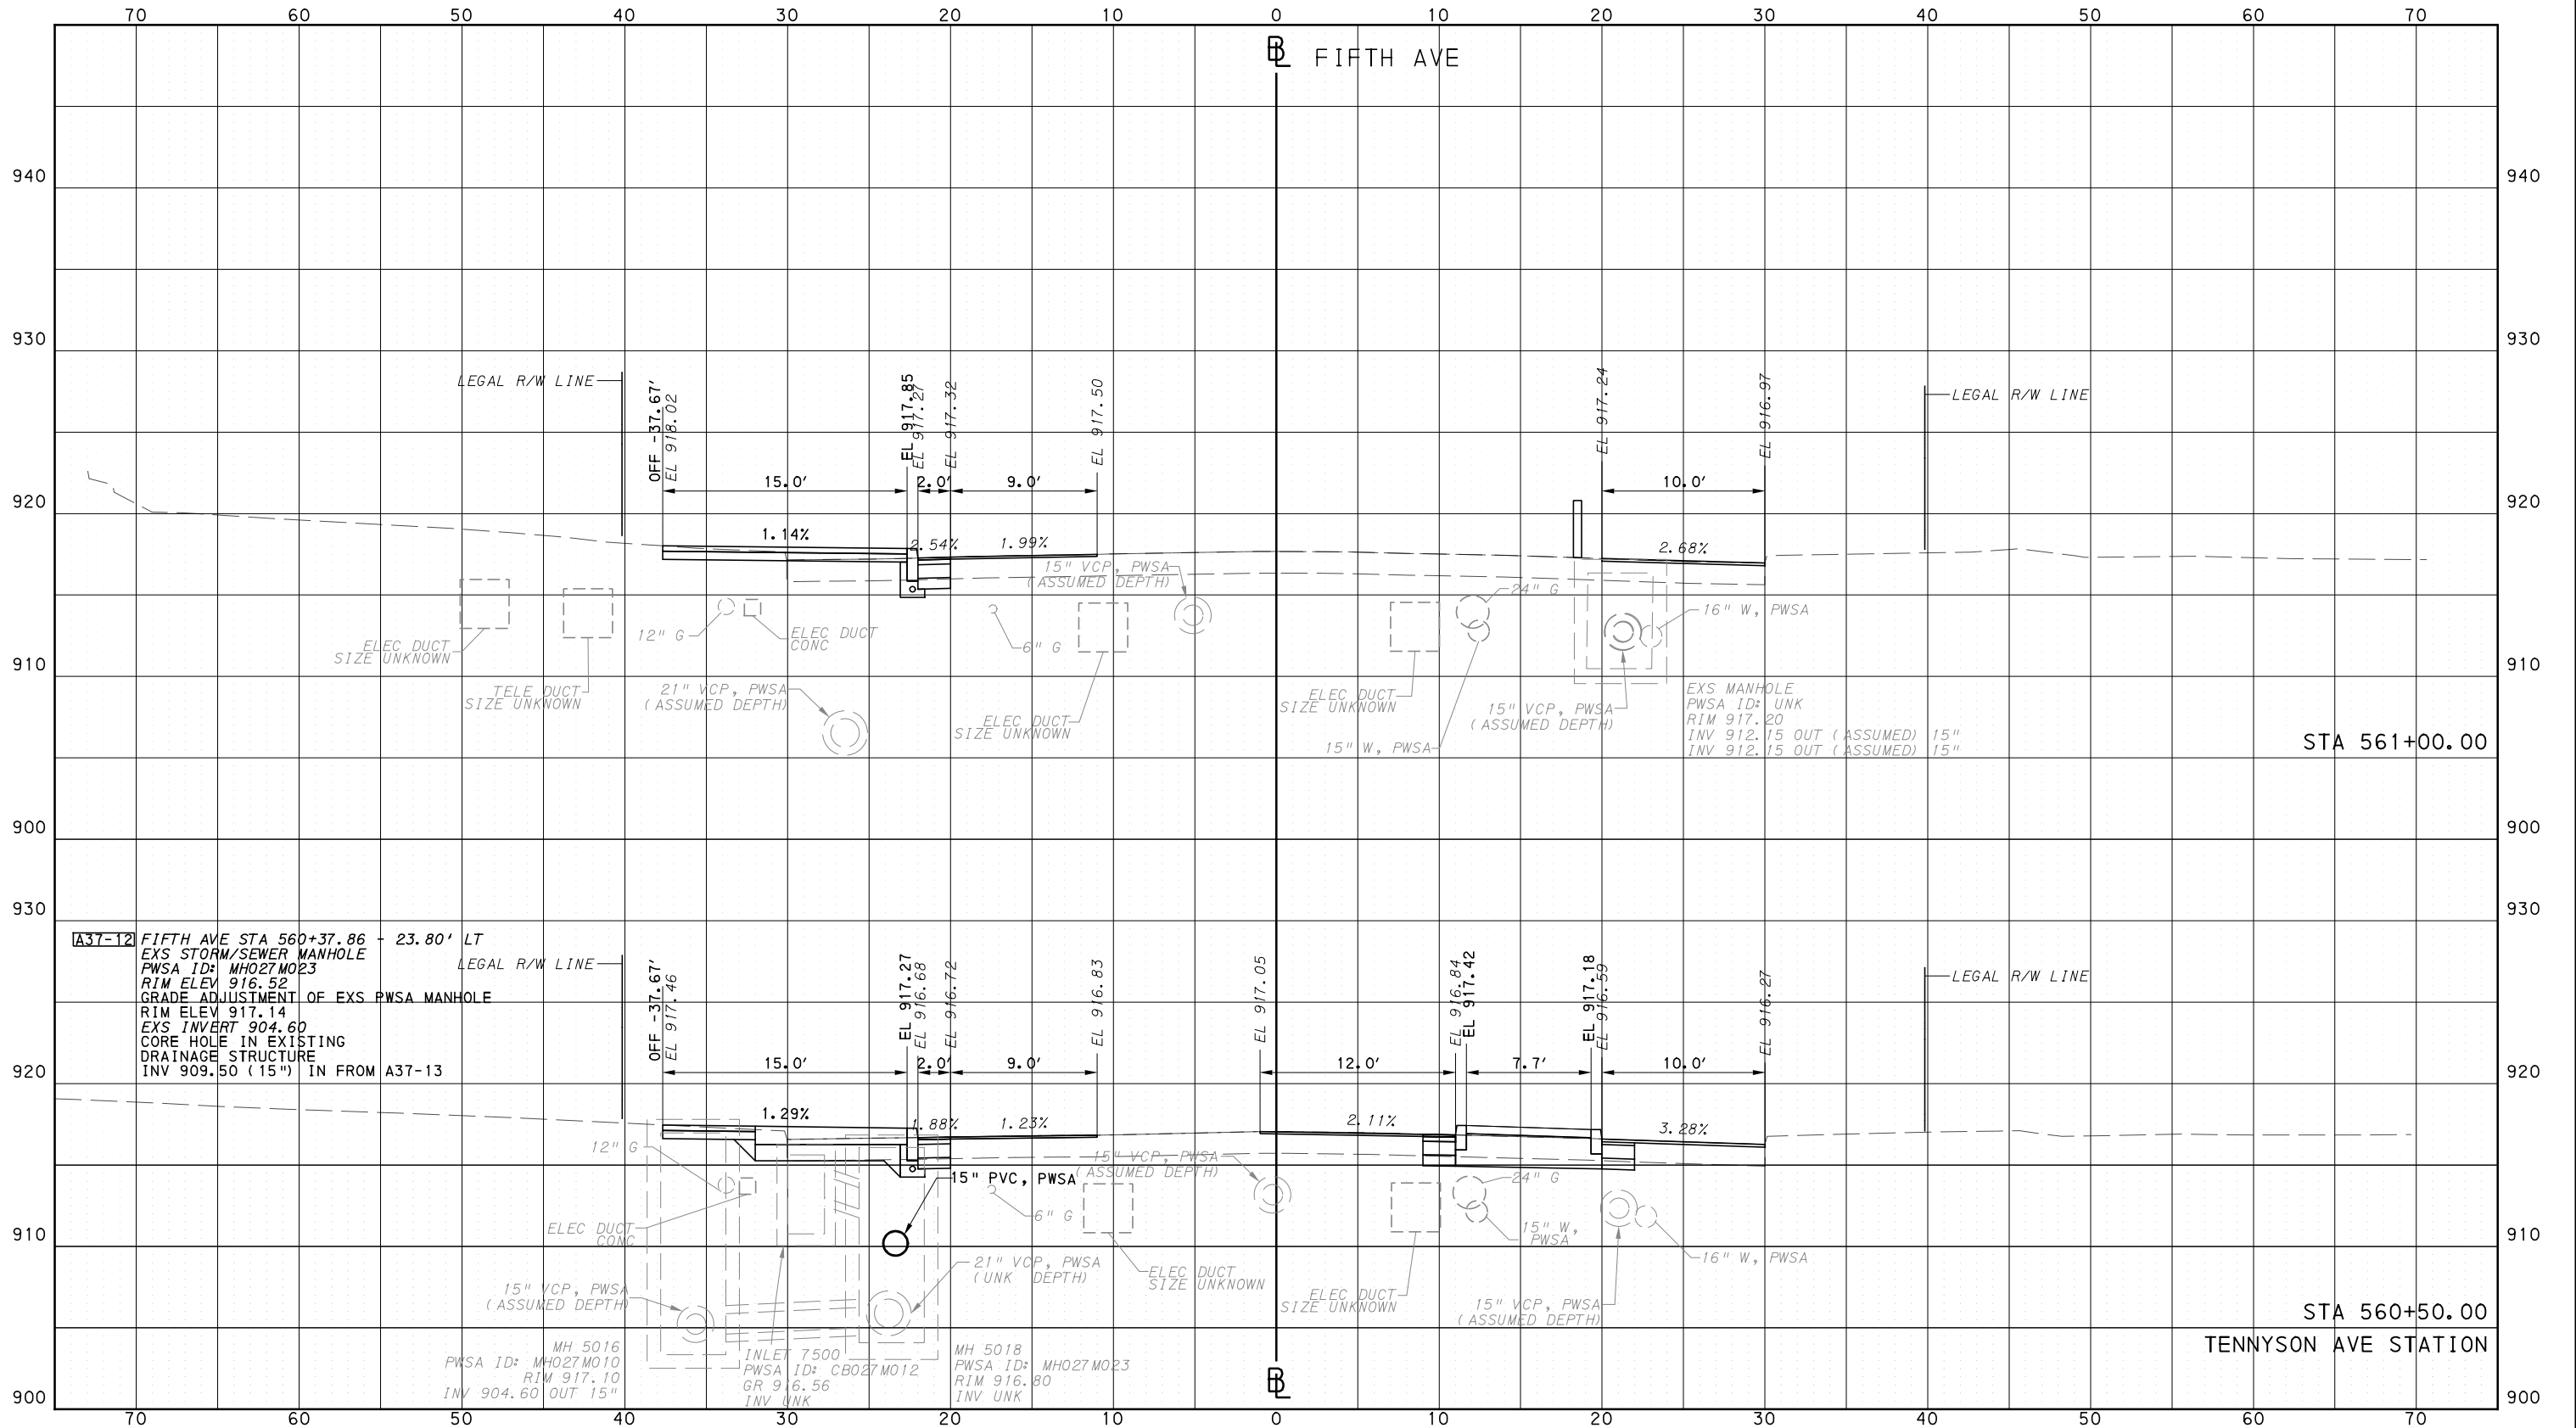 70 60 50 40 30 20 10 0 10 20 30 40 50 60 70
BL FIFTH AVE
940 940
930 930
LEGAL R/W LINE
OFF -37.67'
EL 918.02
EL 917.85
EL 917.27
EL 917.32
EL 917.50
EL 917.24
EL 916.97
LEGAL R/W LINE
920 920
15.0' 2.0' 9.0' 10.0'
1.14% 2.54% 1.99% 2.68%
15" VCP, PWSA
(ASSUMED DEPTH)
24" G
16" W, PWSA
12" G
ELEC DUCT
CONC
6" G
ELEC DUCT
SIZE UNKNOWN
910 910
TELE DUCT
SIZE UNKNOWN
21" VCP, PWSA
(ASSUMED DEPTH)
ELEC DUCT
SIZE UNKNOWN
ELEC DUCT
SIZE UNKNOWN
15" W, PWSA
15" VCP, PWSA
(ASSUMED DEPTH)
EXS MANHOLE
PWSA ID: UNK
RIM 917.20
INV 912.15 OUT (ASSUMED) 15"
INV 912.15 OUT (ASSUMED) 15"
STA 561+00.00
900 900
930 930
A37-12 FIFTH AVE STA 560+37.86 - 23.80' LT
EXS STORM/SEWER MANHOLE
PWSA ID: MH027M023
RIM ELEV 916.52
GRADE ADJUSTMENT OF EXS PWSA MANHOLE
RIM ELEV 917.14
EXS INVERT 904.60
CORE HOLE IN EXISTING
DRAINAGE STRUCTURE
INV 909.50 (15") IN FROM A37-13
LEGAL R/W LINE
OFF -37.67'
EL 917.46
EL 917.27
EL 916.68
EL 916.72
EL 916.83
EL 917.05
EL 916.84
EL 917.42
EL 917.18
EL 916.59
EL 916.27
LEGAL R/W LINE
920 920
15.0' 2.0' 9.0' 12.0' 7.7' 10.0'
1.29% 1.88% 1.23% 2.11% 3.28%
12" G
15" VCP, PWSA
(ASSUMED DEPTH)
15" PVC, PWSA
24" G
6" G
ELEC DUCT
CONC
15" W,
PWSA
910 910
16" W, PWSA
21" VCP, PWSA
(UNK DEPTH)
ELEC DUCT
SIZE UNKNOWN
15" VCP, PWSA
(ASSUMED DEPTH)
ELEC DUCT
SIZE UNKNOWN
15" VCP, PWSA
(ASSUMED DEPTH)
STA 560+50.00
TENNYSON AVE STATION
MH 5016
PWSA ID: MH027M010
RIM 917.10
INV 904.60 OUT 15"
INLET 7500
PWSA ID: CB027M012
GR 916.56
INV UNK
MH 5018
PWSA ID: MH027M023
RIM 916.80
INV UNK
BL
900 900
70 60 50 40 30 20 10 0 10 20 30 40 50 60 70